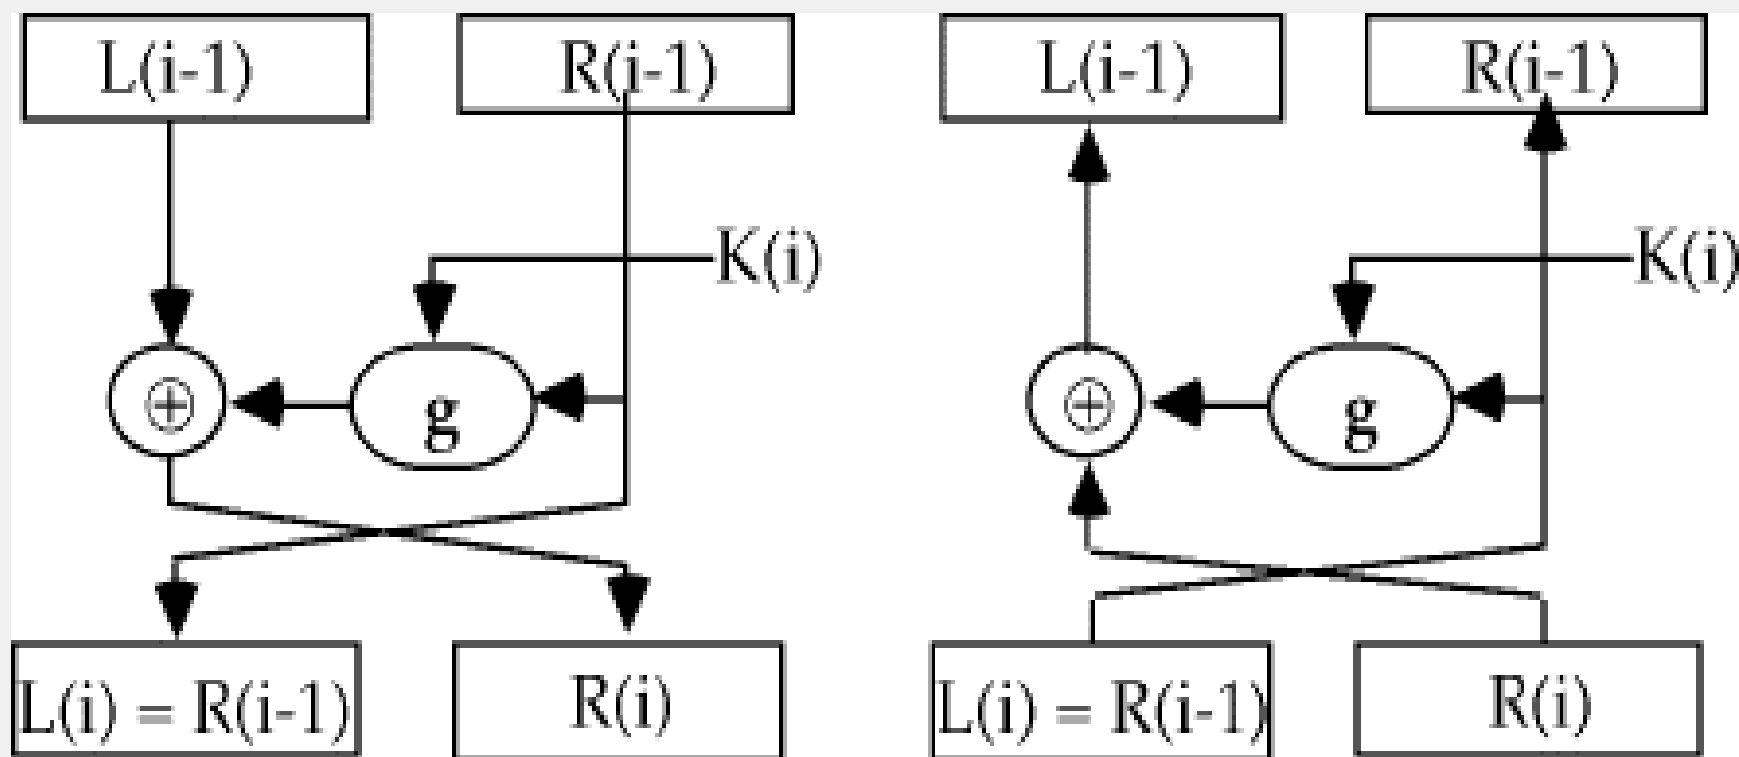 L(i-1) R(i-1) L(i-1) R(i-1)
K(i) K(i)
⊕ g ⊕ g
L(i) = R(i-1) R(i) L(i) = R(i-1) R(i)